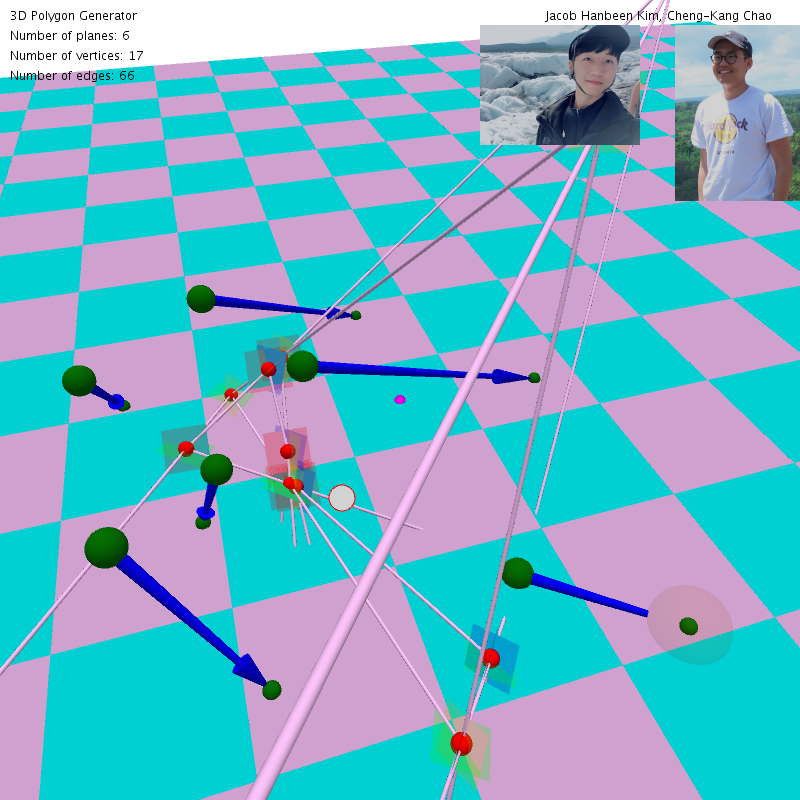 3D Polygon Generator
Jacob Hanbeen Kim, Cheng-Kang Chao
Number of planes: 6
Number of vertices: 17
Number of edges: 66